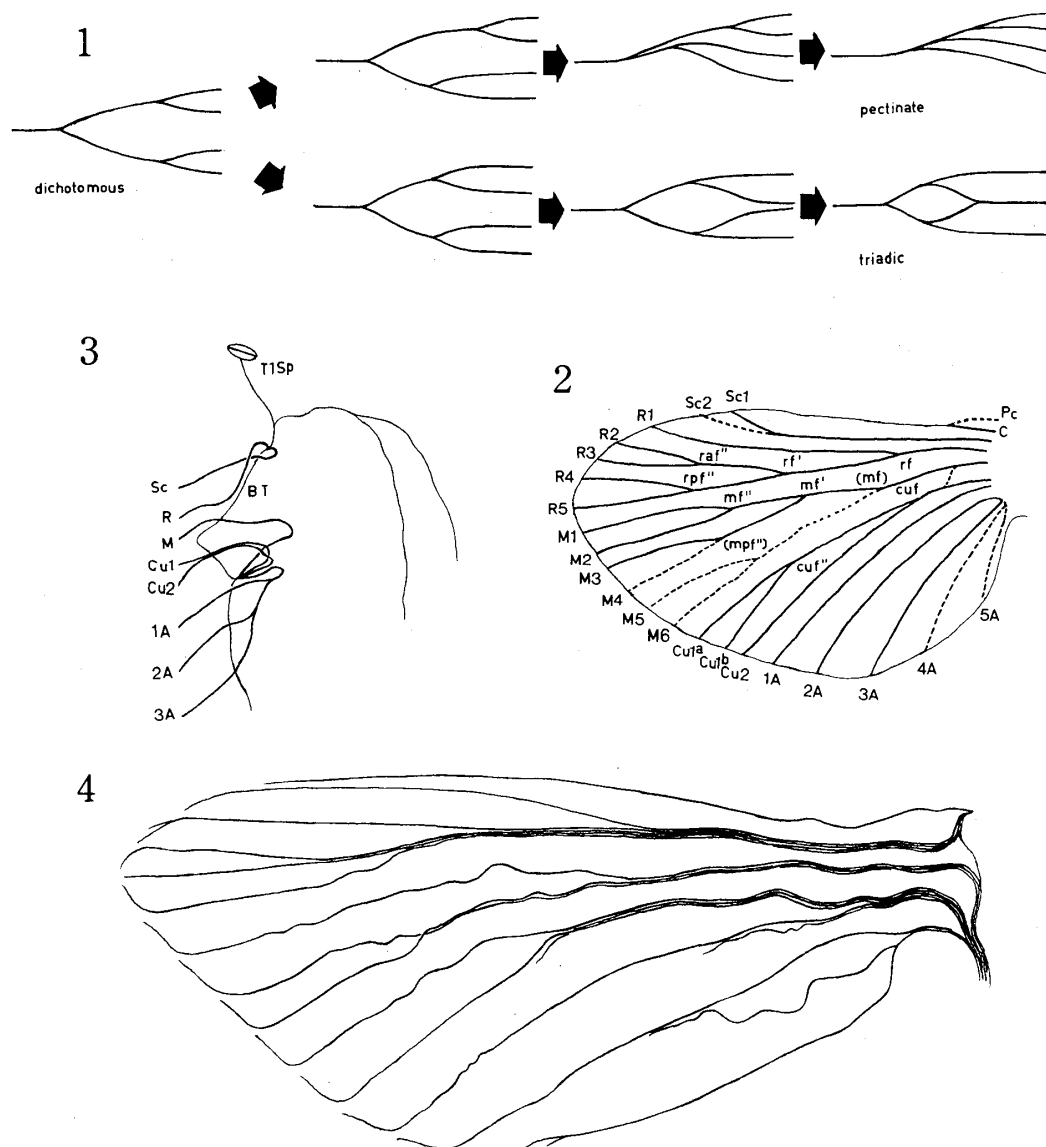 1
dichotomous
pectinate
triadic
3
T1Sp
Sc
BT
R
M
Cu1
Cu2
1A
2A
3A
2
Sc2
Sc1
Pc
C
R1
R2
R3
R4
R5
raf"
rf'
rf
rpf"
mf'
(mf)
mf"
cuf
M1
M2
M3
(mpf")
cuf"
M4
M5
M6
Cu1a
Cu1b
Cu2
1A
2A
3A
4A
5A
4